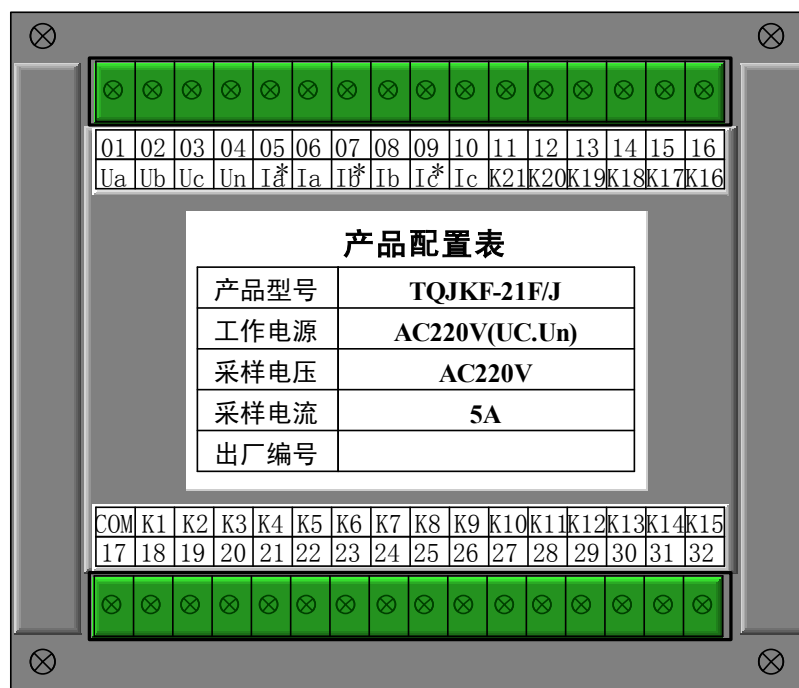 01 02 03 04 05 06 07 08 09 10 11 12 13 14 15 16
Ua Ub Uc Un Ia* Ia Ib* Ib Ic* Ic K21 K20 K19 K18 K17 K16
产品配置表
产品型号 TQJKF-21F/J
工作电源 AC220V(UC.Un)
采样电压 AC220V
采样电流 5A
出厂编号
COM K1 K2 K3 K4 K5 K6 K7 K8 K9 K10 K11 K12 K13 K14 K15
17 18 19 20 21 22 23 24 25 26 27 28 29 30 31 32